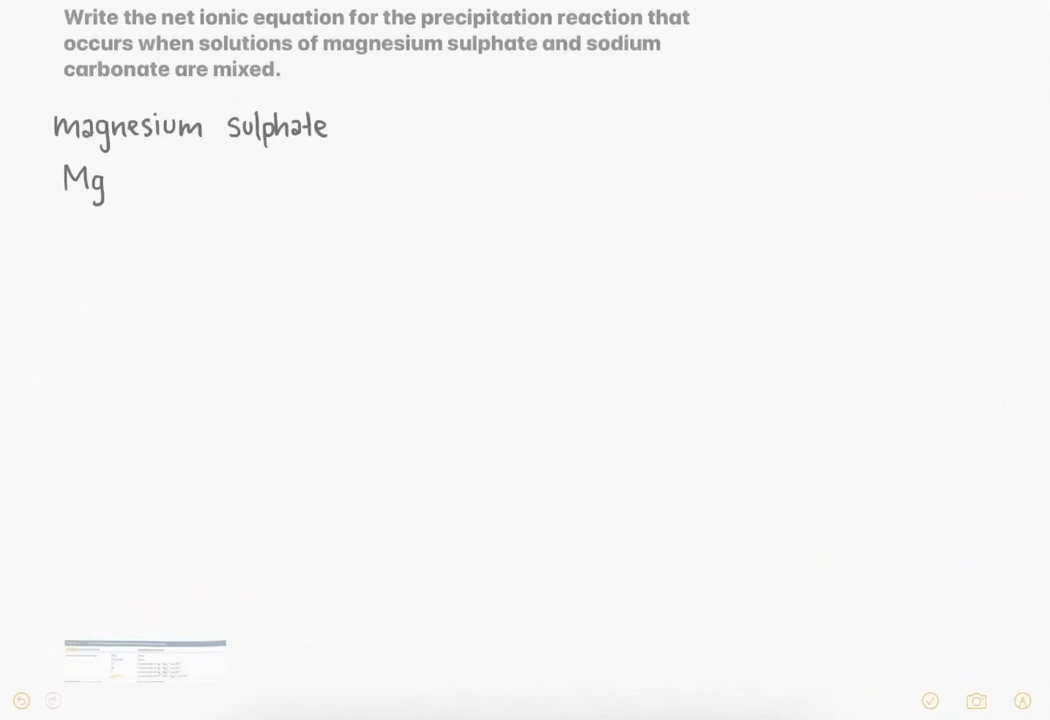 Write the net ionic equation for the precipitation reaction that
occurs when solutions of magnesium sulphate and sodium
carbonate are mixed.
magnesium sulphate
Mg